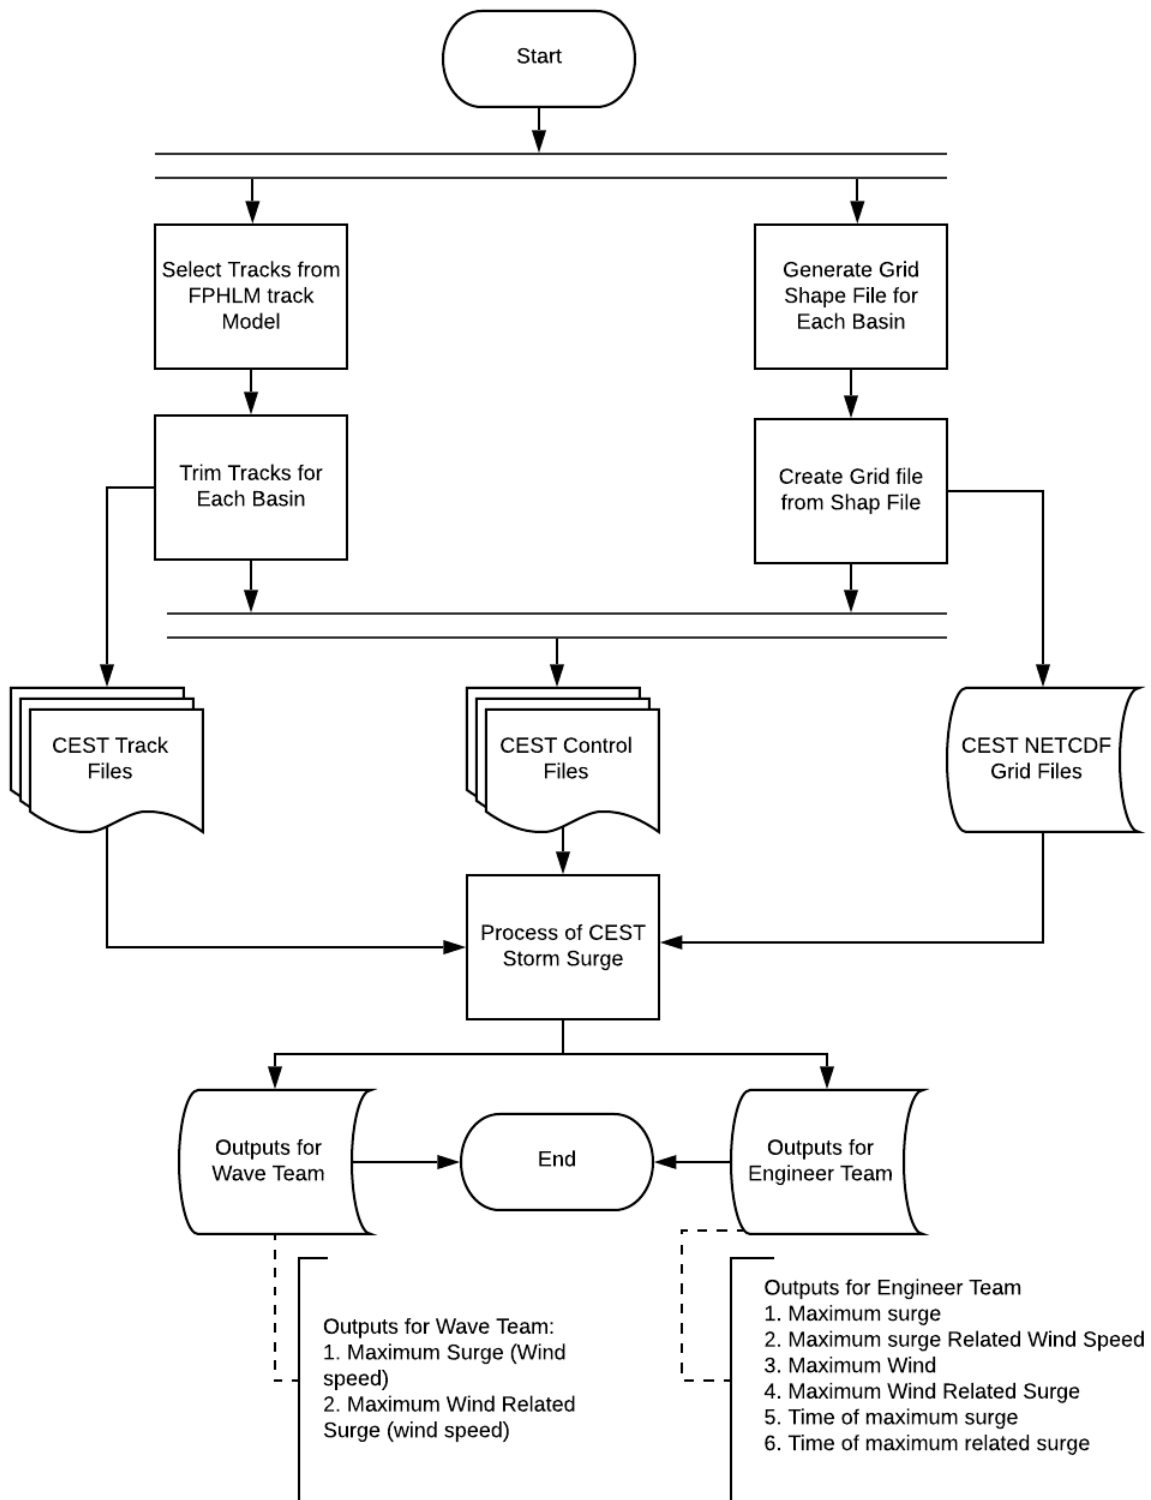 Start
Select Tracks from
FPHLM track
Model
Generate Grid
Shape File for
Each Basin
Trim Tracks for
Each Basin
Create Grid file
from Shap File
CEST Track
Files
CEST Control
Files
CEST NETCDF
Grid Files
Process of CEST
Storm Surge
Outputs for
Wave Team
End
Outputs for
Engineer Team
Outputs for Wave Team:
1. Maximum Surge (Wind
speed)
2. Maximum Wind Related
Surge (wind speed)
Outputs for Engineer Team
1. Maximum surge
2. Maximum surge Related Wind Speed
3. Maximum Wind
4. Maximum Wind Related Surge
5. Time of maximum surge
6. Time of maximum related surge